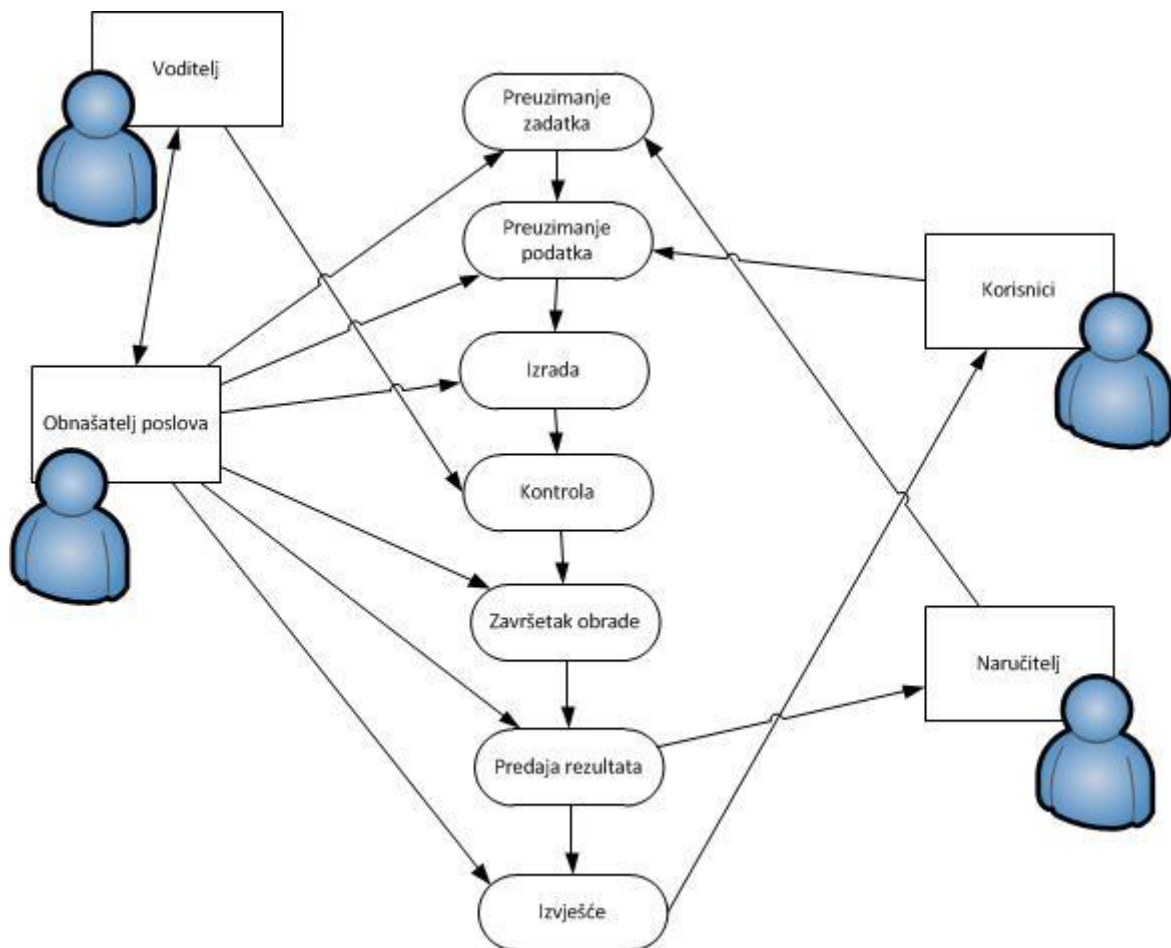 Voditelj
Preuzimanje
zadatka
Preuzimanje
podatka
Korisnici
Izrada
Obnašatelj poslova
Kontrola
Završetak obrade
Naručitelj
Predaja rezultata
Izvješće